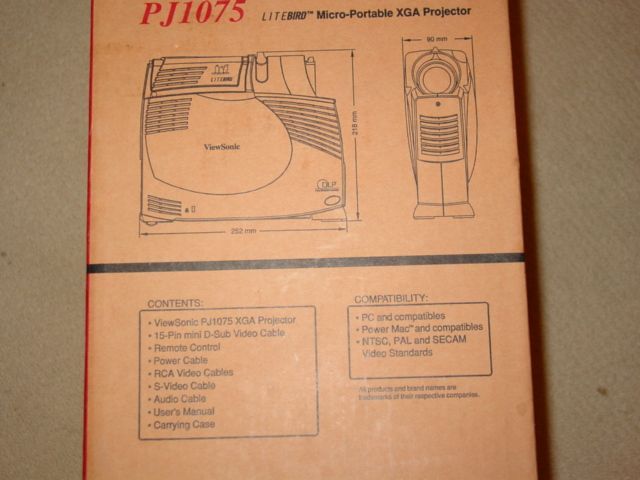 PJ1075 LITEBIRD™ Micro-Portable XGA Projector
90 mm
LITEBIRD
218 mm
ViewSonic
DLP
252 mm
CONTENTS:
• ViewSonic PJ1075 XGA Projector
• 15-Pin mini D-Sub Video Cable
• Remote Control
• Power Cable
• RCA Video Cables
• S-Video Cable
• Audio Cable
• User's Manual
• Carrying Case
COMPATIBILITY:
• PC and compatibles
• Power Mac™ and compatibles
• NTSC, PAL and SECAM
Video Standards
All products and brand names are
trademarks of their respective companies.